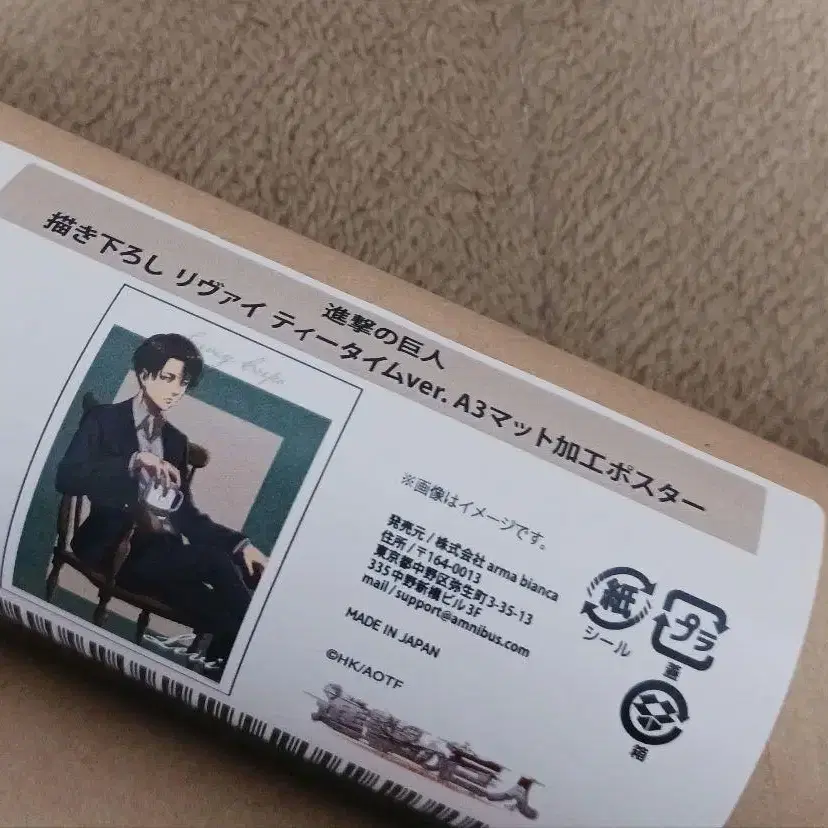 進撃の巨人
描き下ろし リヴァイ ティータイムver. A3マット加工ポスター
Levi
※画像はイメージです。
発売元 / 株式会社 arma bianca
住所 / 〒164-0013
東京都中野区弥生町3-35-13
335中野新橋ビル3F
mail / support@amnibus.com
MADE IN JAPAN
©HK/AOTF
進撃の巨人
紙
シール
プラ
蓋
箱